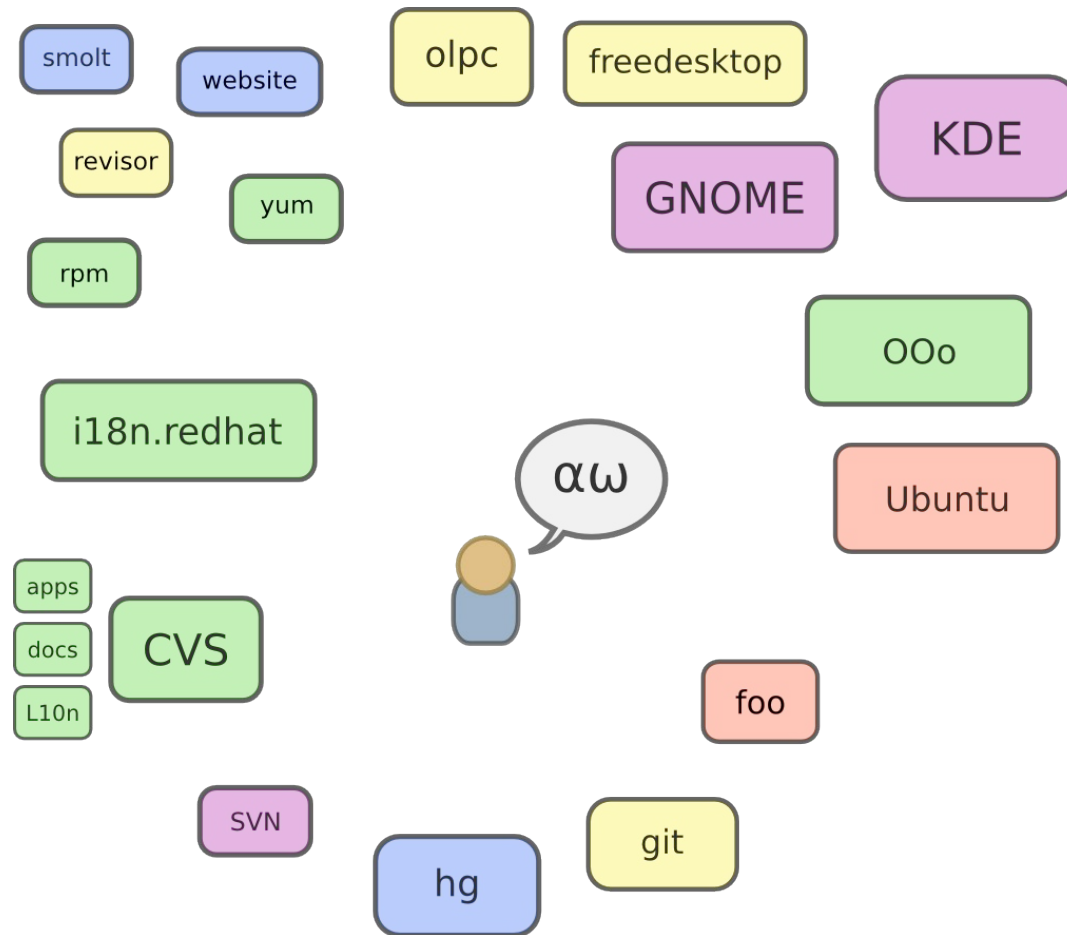 olpc
freedesktop
smolt
website
KDE
revisor
GNOME
yum
rpm
OOo
i18n.redhat
αω
Ubuntu
apps
docs
CVS
L10n
foo
SVN
git
hg